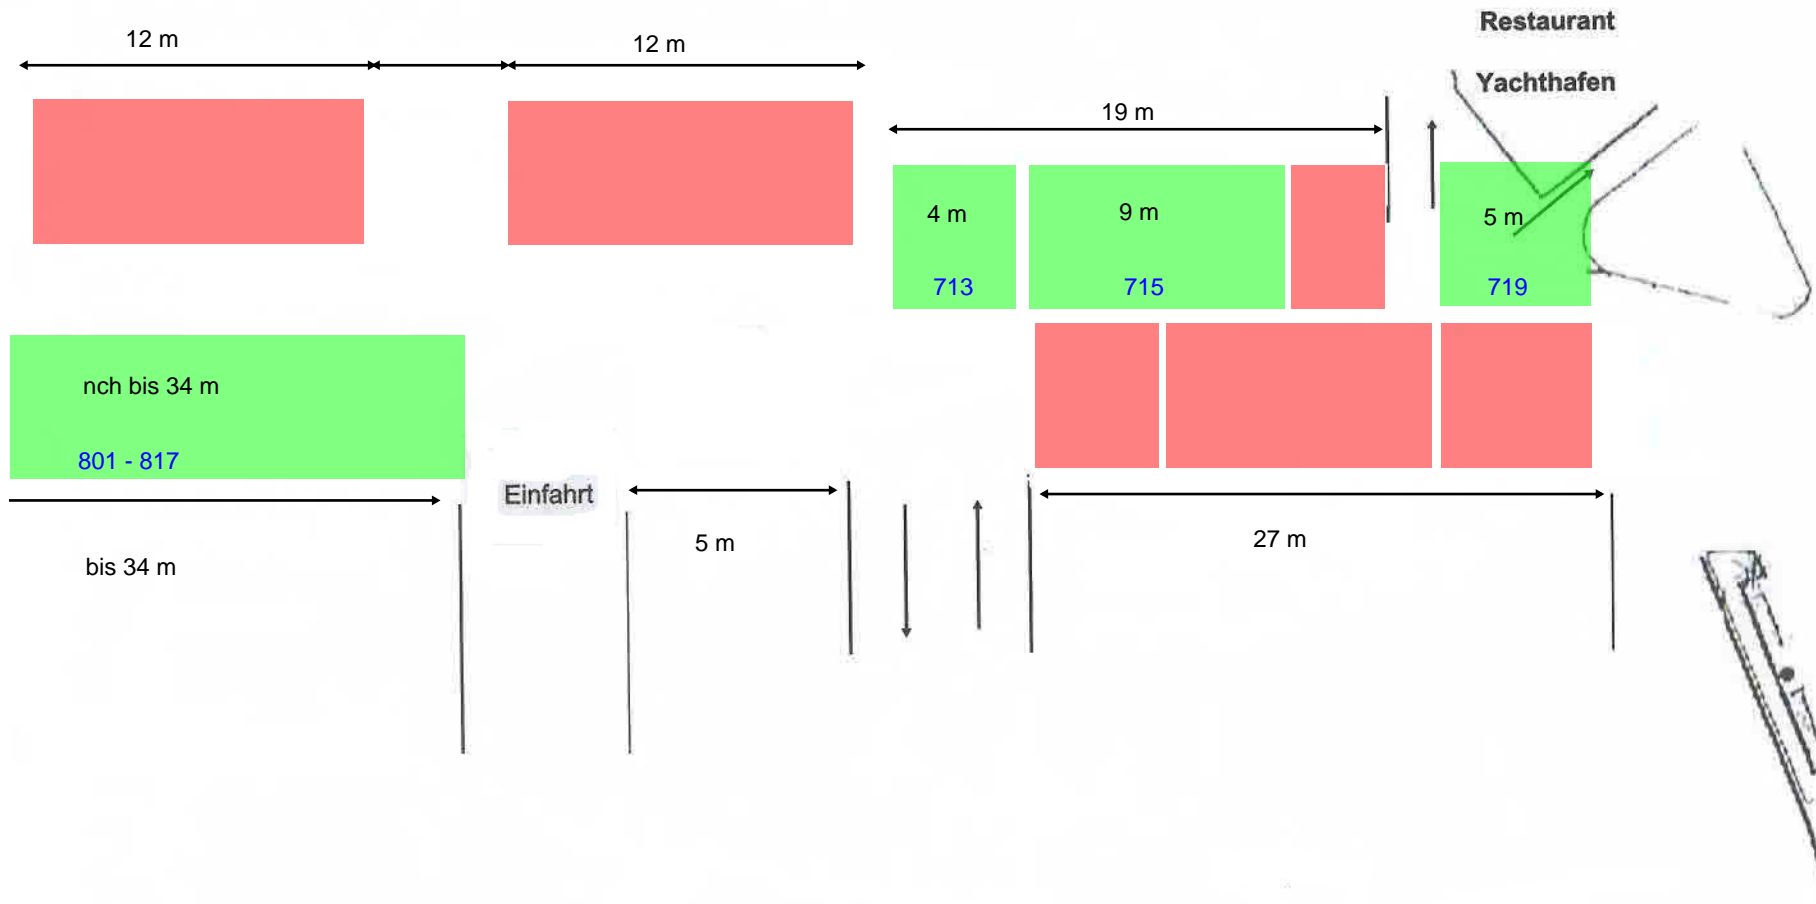 Restaurant
Yachthafen
12 m
12 m
19 m
4 m
9 m
5 m
713
715
719
nch bis 34 m
801 - 817
Einfahrt
5 m
27 m
bis 34 m